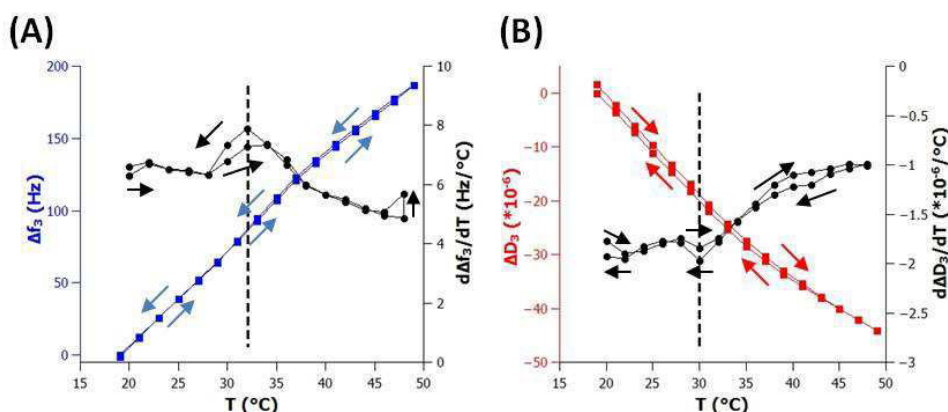 (A)
200
150
100
50
0
Δf₃ (Hz)
10
8
6
4
2
0
dΔf₃/dT (Hz/°C)
15 20 25 30 35 40 45 50
T (°C)
(B)
0
−10
−20
−30
−40
−50
ΔD₃ (*10⁻⁶)
0
−0.5
−1
−1.5
−2
−2.5
−3
dΔD₃/dT (*10⁻⁶/°C)
15 20 25 30 35 40 45 50
T (°C)